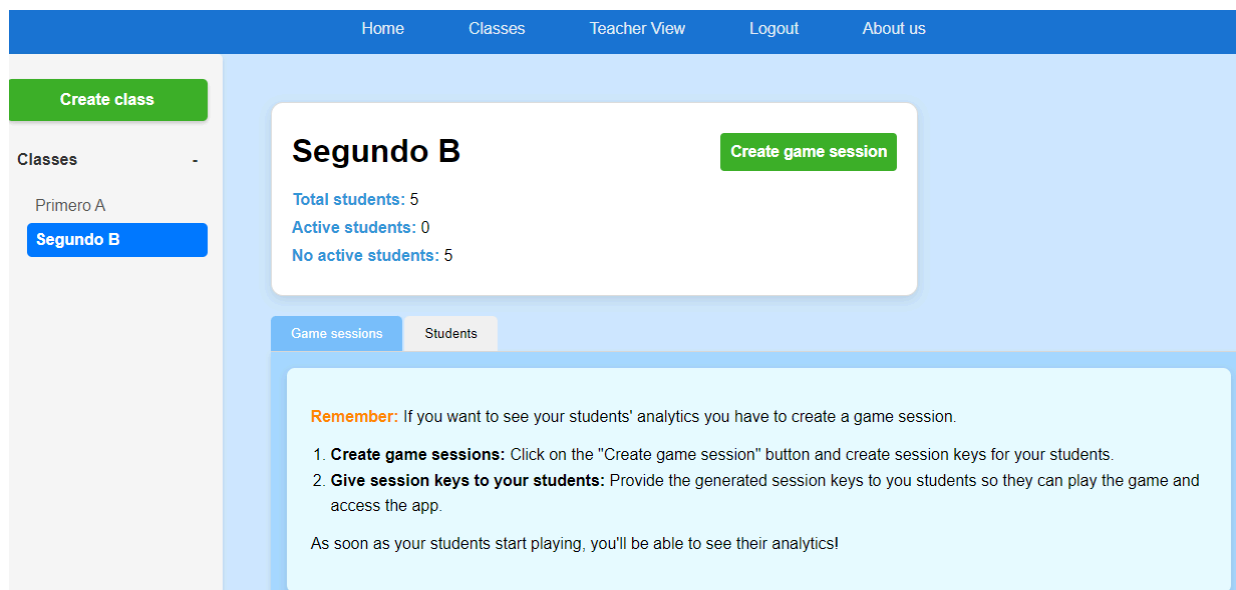 Home Classes Teacher View Logout About us
Create class
Classes -
Primero A
Segundo B
Segundo B
Create game session
Total students: 5
Active students: 0
No active students: 5
Game sessions Students
Remember: If you want to see your students' analytics you have to create a game session.
1. Create game sessions: Click on the "Create game session" button and create session keys for your students.
2. Give session keys to your students: Provide the generated session keys to you students so they can play the game and
access the app.
As soon as your students start playing, you'll be able to see their analytics!